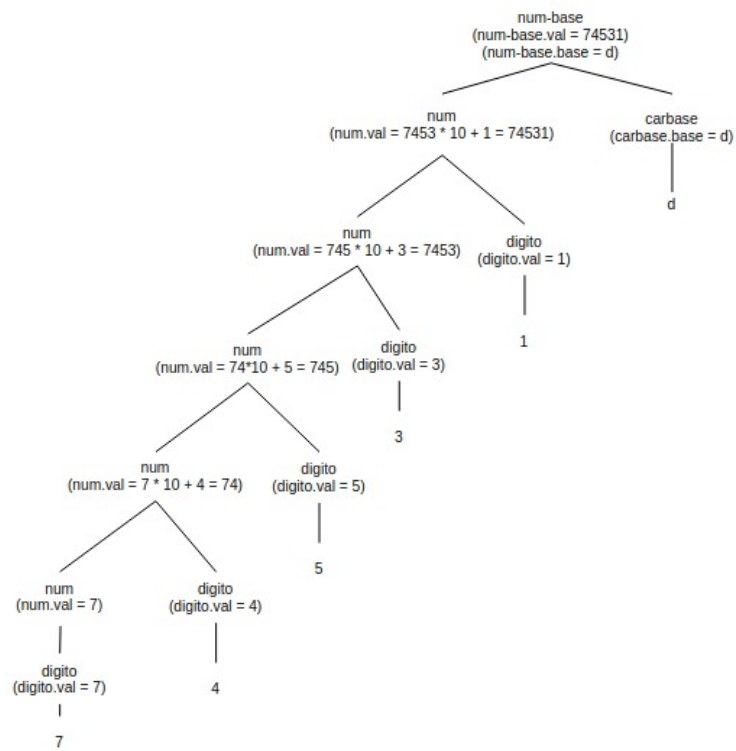 num-base
(num-base.val = 74531)
(num-base.base = d)
num
(num.val = 7453 * 10 + 1 = 74531)
carbase
(carbase.base = d)
d
num
(num.val = 745 * 10 + 3 = 7453)
digito
(digito.val = 1)
1
num
(num.val = 74*10 + 5 = 745)
digito
(digito.val = 3)
3
num
(num.val = 7 * 10 + 4 = 74)
digito
(digito.val = 5)
5
num
(num.val = 7)
digito
(digito.val = 4)
4
digito
(digito.val = 7)
7